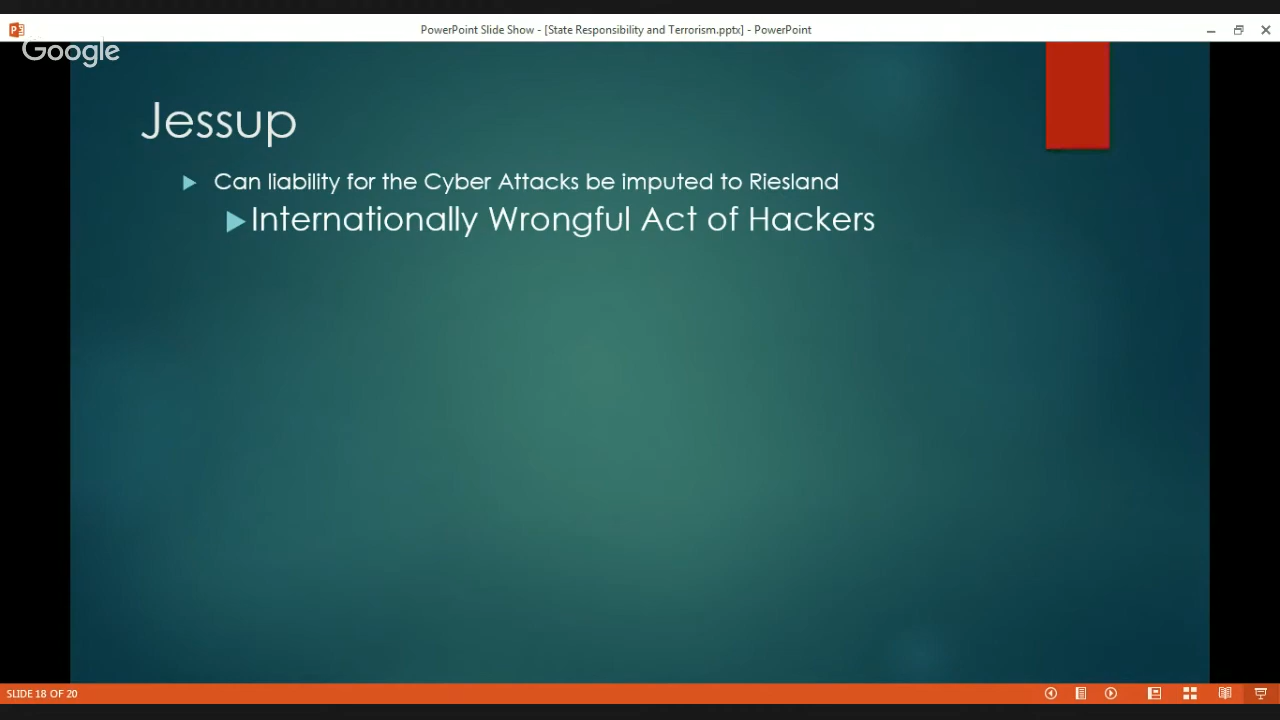 PowerPoint Slide Show - [State Responsibility and Terrorism.pptx] - PowerPoint
Google
Jessup
Can liability for the Cyber Attacks be imputed to Riesland
Internationally Wrongful Act of Hackers
SLIDE 18 OF 20